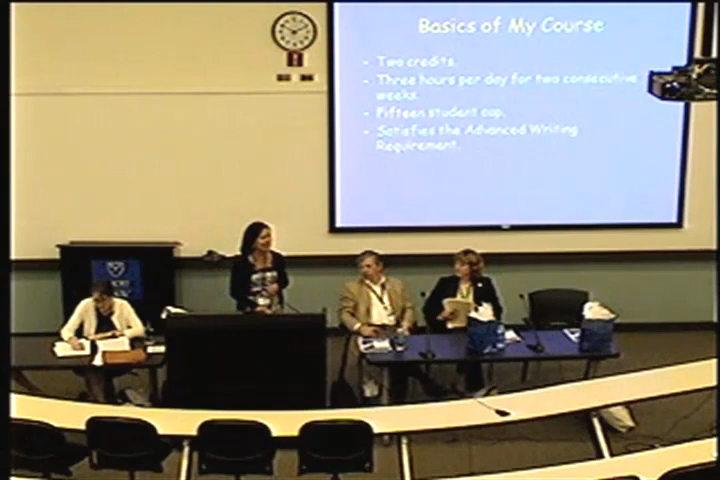 Basics of My Course
- Two credits.
- Three hours per day for two consecutive
weeks.
- Fifteen student cap.
- Satisfies the Advanced Writing
Requirement.